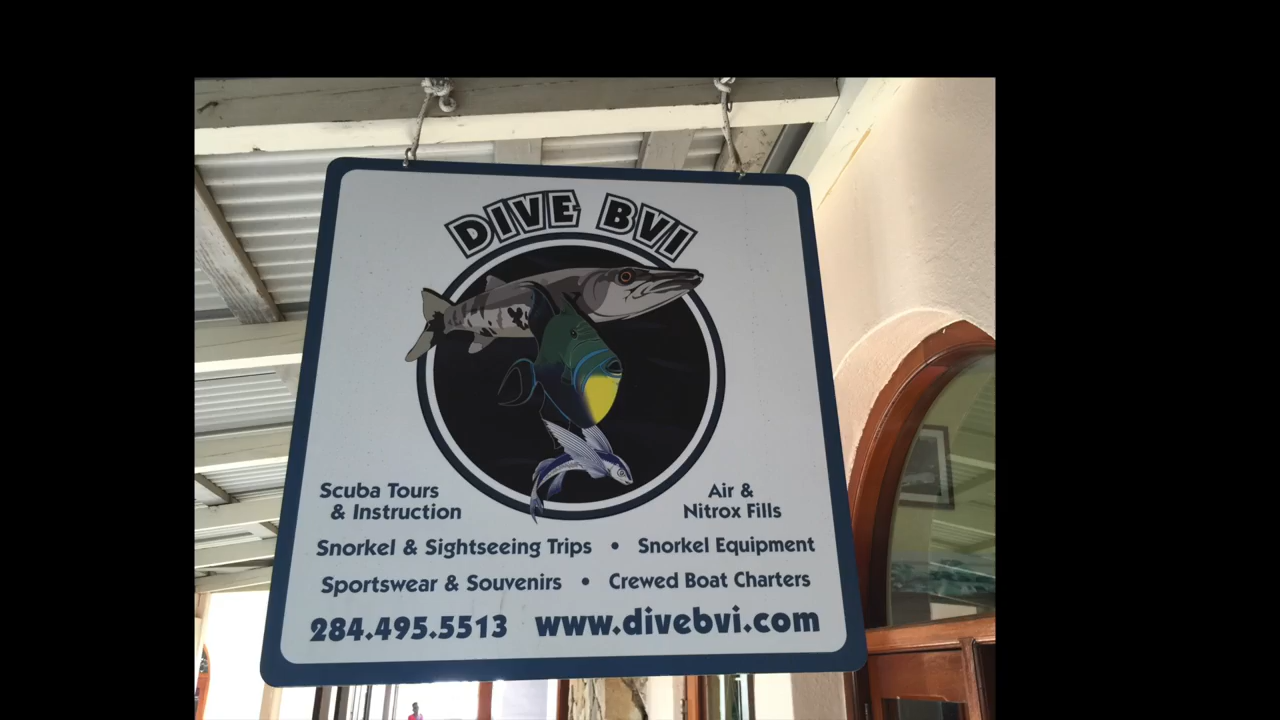 DIVE BVI
Scuba Tours
& Instruction
Air &
Nitrox Fills
Snorkel & Sightseeing Trips • Snorkel Equipment
Sportswear & Souvenirs • Crewed Boat Charters
284.495.5513 www.divebvi.com